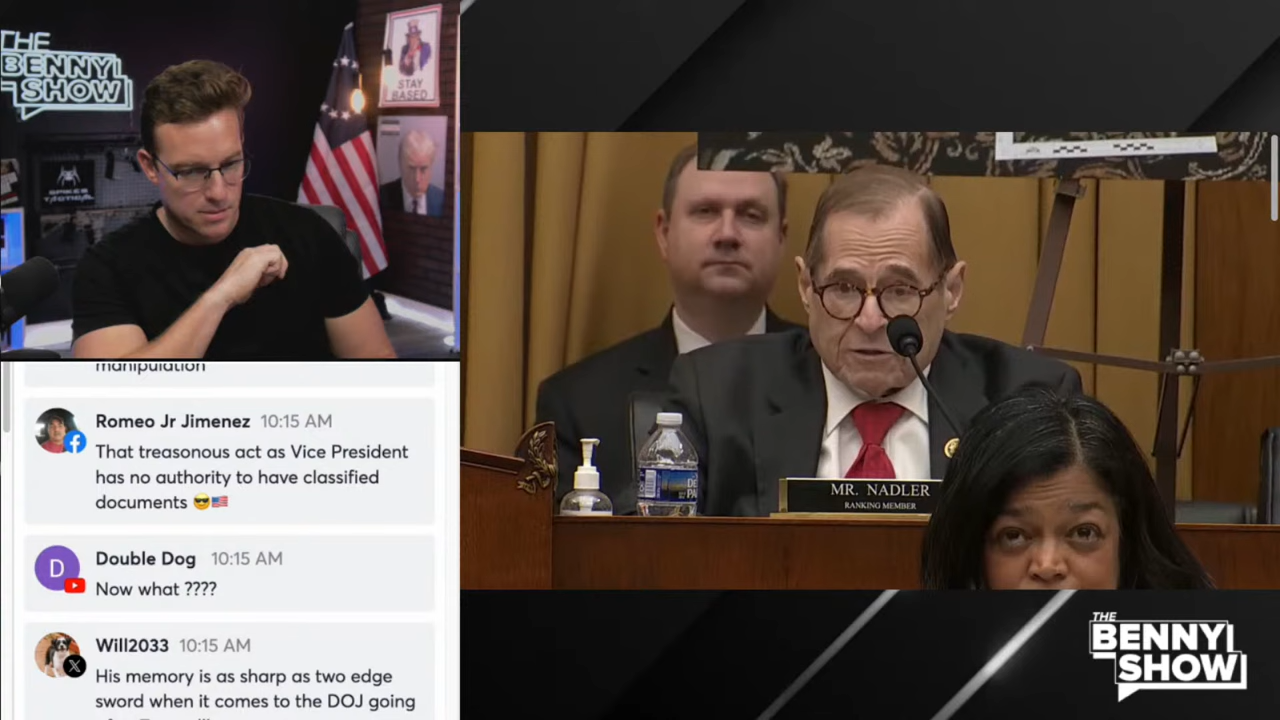 THE
BENNY
SHOW
STAY
BASED
SPIKES
TACTICAL
manipulation
Romeo Jr Jimenez 10:15 AM
That treasonous act as Vice President
has no authority to have classified
documents 😎🇺🇸
D
Double Dog 10:15 AM
Now what ????
Will2033 10:15 AM
His memory is as sharp as two edge
sword when it comes to the DOJ going
MR. NADLER
RANKING MEMBER
THE
BENNY
SHOW